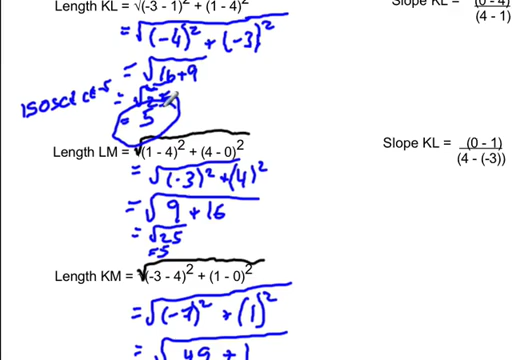 Length KL = √(-3 - 1)² + (1 - 4)²
= √(-4)² + (-3)²
= √16+9
= √25
= 5
Length LM = √(1 - 4)² + (4 - 0)²
= √(-3)² + (4)²
= √9 + 16
= √25
= 5
Length KM = √(-3 - 4)² + (1 - 0)²
= √(-7)² + (1)²
= √49 + 1
Slope KL = (0 - 4)
(4 - 1)
Slope KL = (0 - 1)
(4 - (-3))